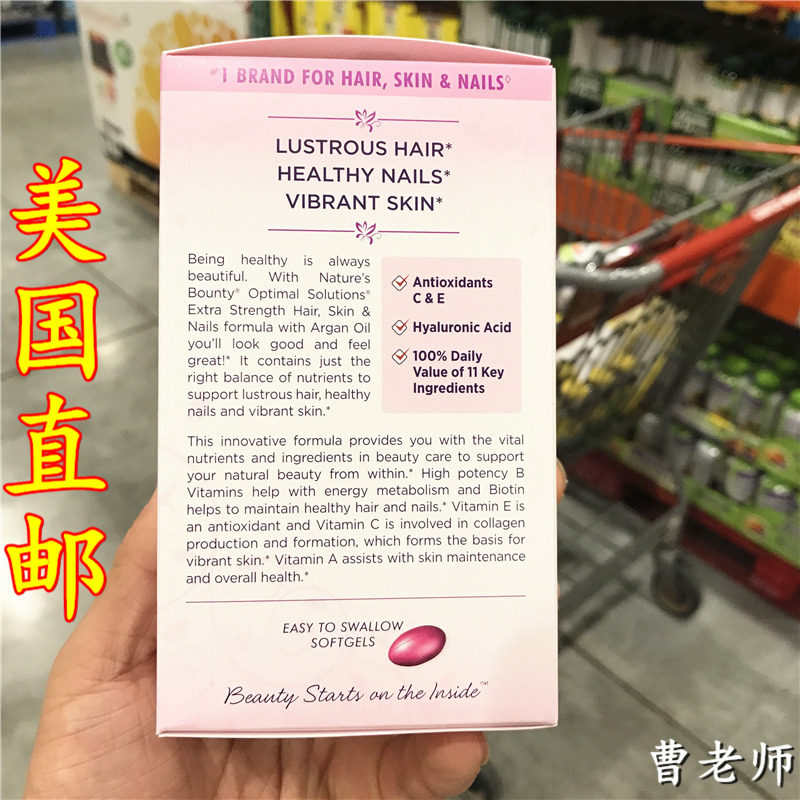 #1 BRAND FOR HAIR, SKIN & NAILS◊
LUSTROUS HAIR*
HEALTHY NAILS*
VIBRANT SKIN*
Being healthy is always
beautiful. With Nature's
Bounty® Optimal Solutions®
Extra Strength Hair, Skin &
Nails formula with Argan Oil
you'll look good and feel
great!* It contains just the
right balance of nutrients to
support lustrous hair, healthy
nails and vibrant skin.*
Antioxidants
C & E
Hyaluronic Acid
100% Daily
Value of 11 Key
Ingredients
This innovative formula provides you with the vital
nutrients and ingredients in beauty care to support
your natural beauty from within.* High potency B
Vitamins help with energy metabolism and Biotin
helps to maintain healthy hair and nails.* Vitamin E is
an antioxidant and Vitamin C is involved in collagen
production and formation, which forms the basis for
vibrant skin.* Vitamin A assists with skin maintenance
and overall health.*
EASY TO SWALLOW
SOFTGELS
Beauty Starts on the Inside™
美国直邮
曹老师